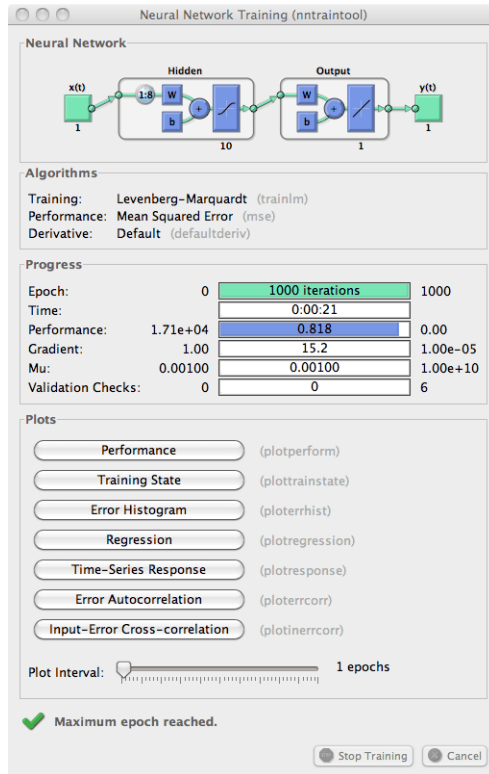 Neural Network Training (nntraintool)
Neural Network
Hidden Output
x(t) y(t)
1:8 W + W +
b b
1 10 1 1
Algorithms
Training: Levenberg-Marquardt (trainlm)
Performance: Mean Squared Error (mse)
Derivative: Default (defaultderiv)
Progress
Epoch: 0 1000 iterations 1000
Time: 0:00:21
Performance: 1.71e+04 0.818 0.00
Gradient: 1.00 15.2 1.00e-05
Mu: 0.00100 0.00100 1.00e+10
Validation Checks: 0 0 6
Plots
Performance (plotperform)
Training State (plottrainstate)
Error Histogram (ploterrhist)
Regression (plotregression)
Time-Series Response (plotresponse)
Error Autocorrelation (ploterrcorr)
Input-Error Cross-correlation (plotinerrcorr)
Plot Interval: 1 epochs
Maximum epoch reached.
Stop Training Cancel